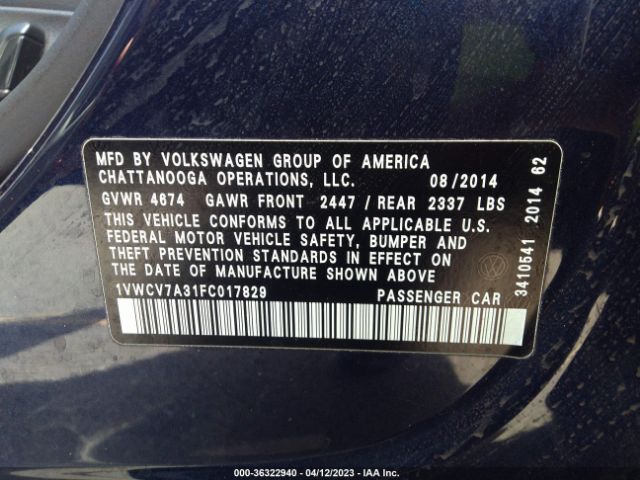 MFD BY VOLKSWAGEN GROUP OF AMERICA
CHATTANOOGA OPERATIONS, LLC. 08/2014
GVWR 4674 GAWR FRONT 2447 / REAR 2337 LBS
THIS VEHICLE CONFORMS TO ALL APPLICABLE U.S.
FEDERAL MOTOR VEHICLE SAFETY, BUMPER AND
THEFT PREVENTION STANDARDS IN EFFECT ON
THE DATE OF MANUFACTURE SHOWN ABOVE.
1VWCV7A31FC017829 PASSENGER CAR
3410541 2014 62
000-36322940 - 04/12/2023 - IAA Inc.